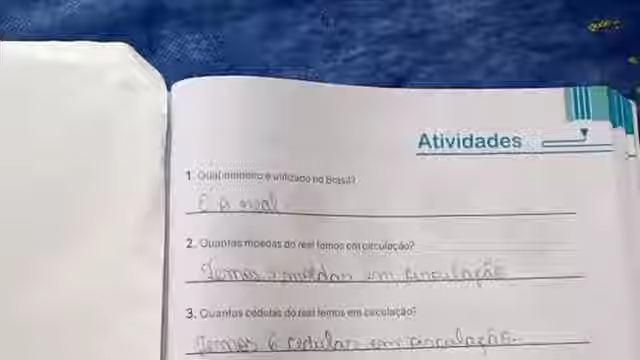 Atividades
1. Qual dinheiro é utilizado no Brasil?
É o real.
2. Quantas moedas do real temos em circulação?
Temos moedas em circulação
3. Quantas cédulas do real temos em circulação?
Temos 6 cedulas em circulação.